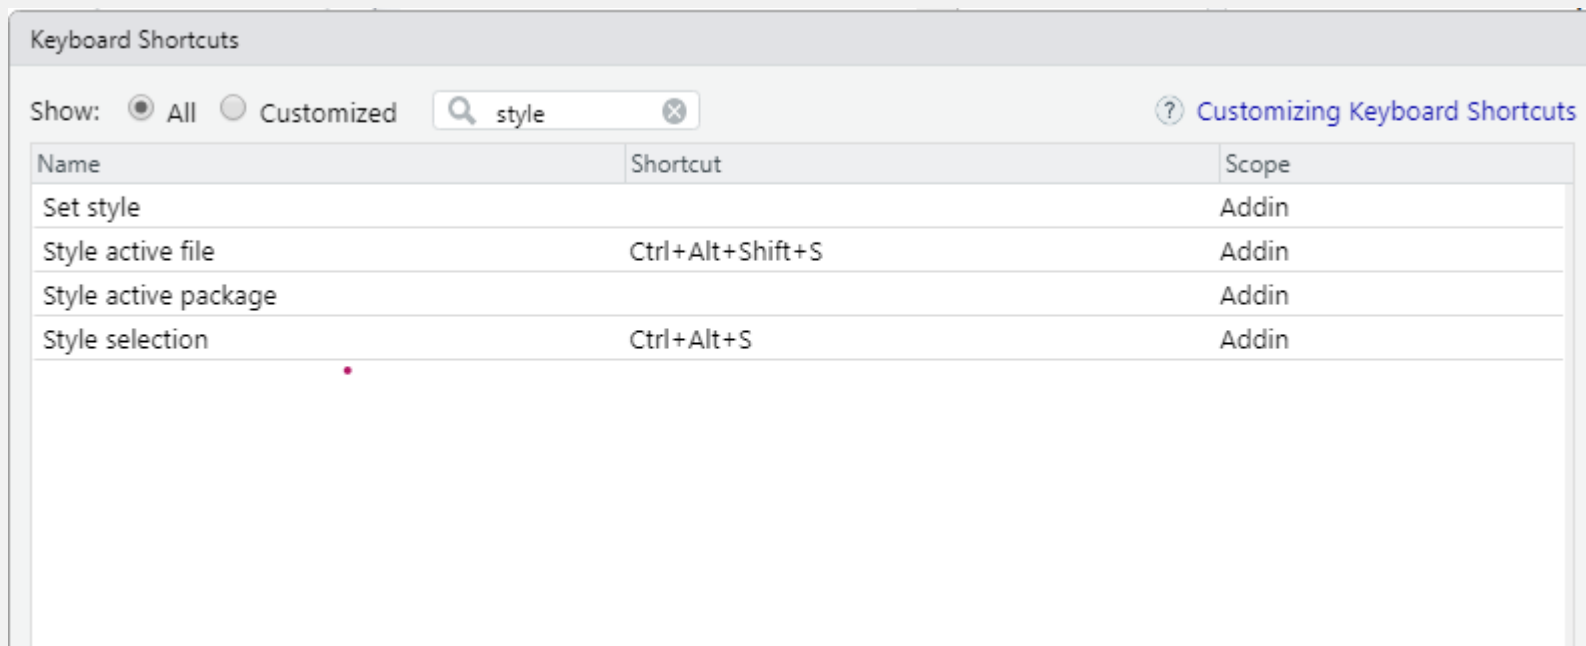 Keyboard Shortcuts
Show: All Customized style ? Customizing Keyboard Shortcuts
Name Shortcut Scope
Set style Addin
Style active file Ctrl+Alt+Shift+S Addin
Style active package Addin
Style selection Ctrl+Alt+S Addin